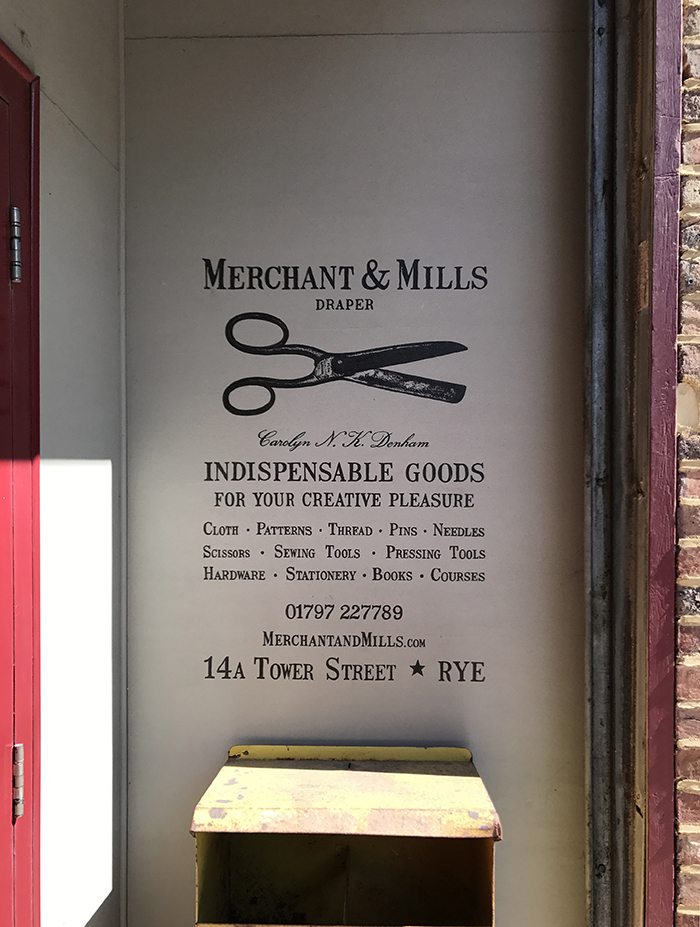 MERCHANT & MILLS
DRAPER
Carolyn N. K. Denham
INDISPENSABLE GOODS
FOR YOUR CREATIVE PLEASURE
CLOTH · PATTERNS · THREAD · PINS · NEEDLES
SCISSORS · SEWING TOOLS · PRESSING TOOLS
HARDWARE · STATIONERY · BOOKS · COURSES
01797 227789
MERCHANTANDMILLS.COM
14A TOWER STREET ★ RYE